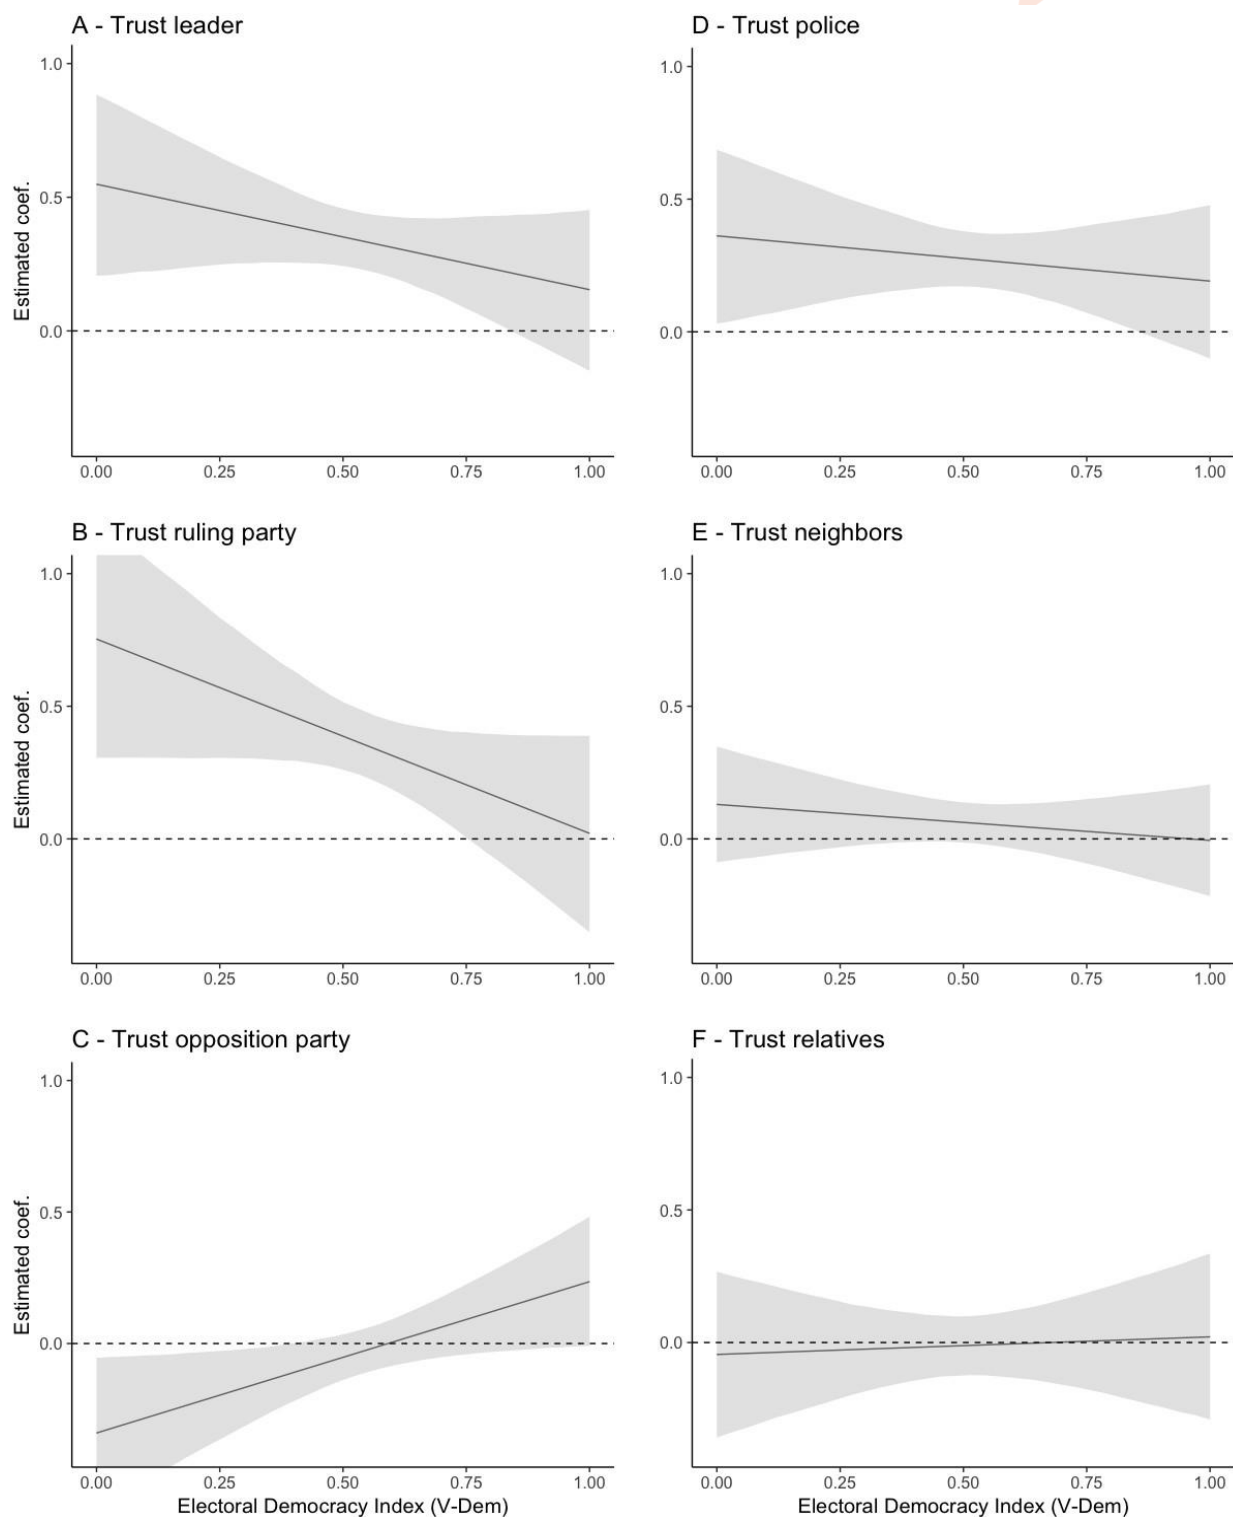 A - Trust leader
Estimated coef.
1.0
0.5
0.0
0.00 0.25 0.50 0.75 1.00
D - Trust police
1.0
0.5
0.0
0.00 0.25 0.50 0.75 1.00
B - Trust ruling party
Estimated coef.
1.0
0.5
0.0
0.00 0.25 0.50 0.75 1.00
E - Trust neighbors
1.0
0.5
0.0
0.00 0.25 0.50 0.75 1.00
C - Trust opposition party
Estimated coef.
1.0
0.5
0.0
0.00 0.25 0.50 0.75 1.00
Electoral Democracy Index (V-Dem)
F - Trust relatives
1.0
0.5
0.0
0.00 0.25 0.50 0.75 1.00
Electoral Democracy Index (V-Dem)